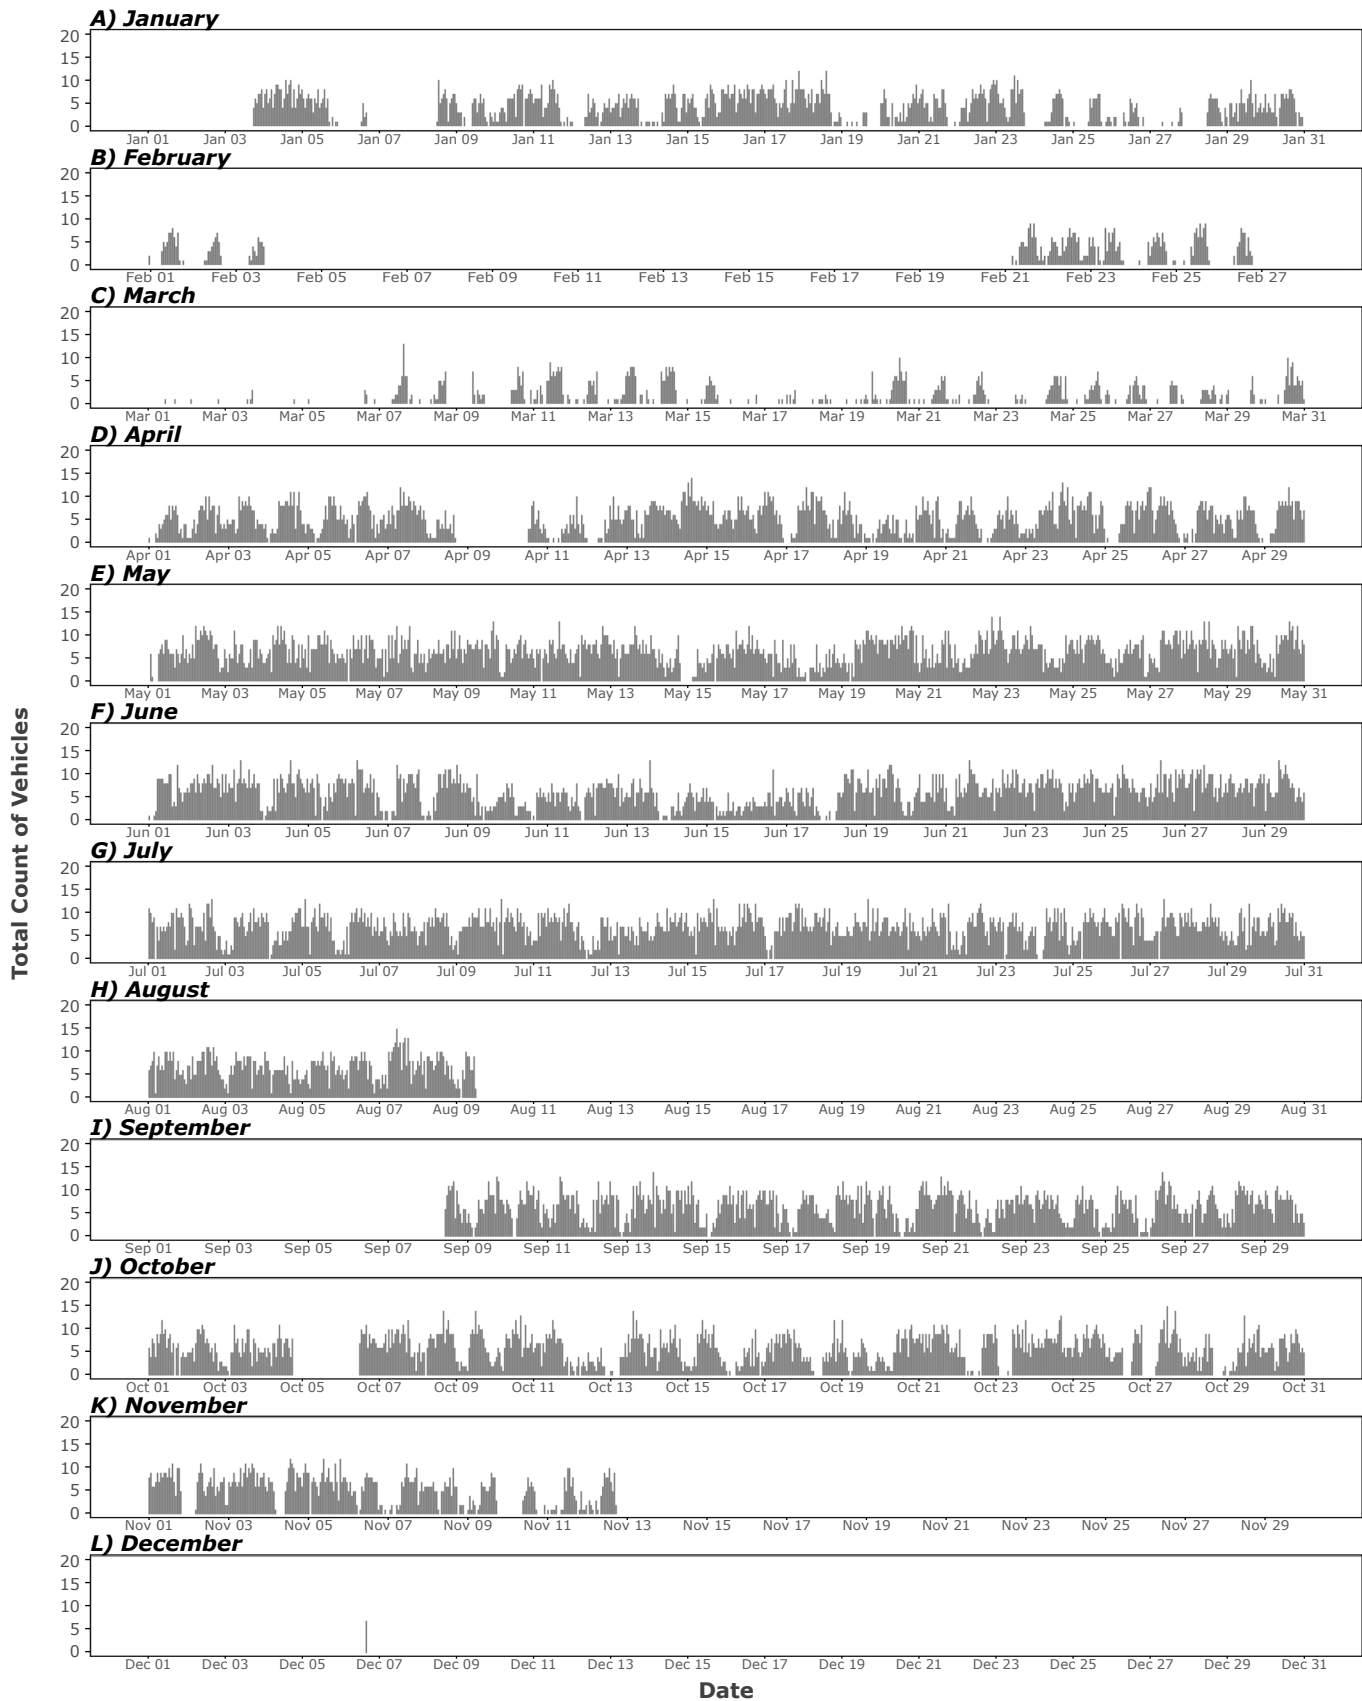 A) January
20
15
10
5
0
Jan 01 Jan 03 Jan 05 Jan 07 Jan 09 Jan 11 Jan 13 Jan 15 Jan 17 Jan 19 Jan 21 Jan 23 Jan 25 Jan 27 Jan 29 Jan 31
B) February
20
15
10
5
0
Feb 01 Feb 03 Feb 05 Feb 07 Feb 09 Feb 11 Feb 13 Feb 15 Feb 17 Feb 19 Feb 21 Feb 23 Feb 25 Feb 27
C) March
20
15
10
5
0
Mar 01 Mar 03 Mar 05 Mar 07 Mar 09 Mar 11 Mar 13 Mar 15 Mar 17 Mar 19 Mar 21 Mar 23 Mar 25 Mar 27 Mar 29 Mar 31
D) April
20
15
10
5
0
Apr 01 Apr 03 Apr 05 Apr 07 Apr 09 Apr 11 Apr 13 Apr 15 Apr 17 Apr 19 Apr 21 Apr 23 Apr 25 Apr 27 Apr 29
E) May
20
15
10
5
0
May 01 May 03 May 05 May 07 May 09 May 11 May 13 May 15 May 17 May 19 May 21 May 23 May 25 May 27 May 29 May 31
F) June
20
15
10
5
0
Jun 01 Jun 03 Jun 05 Jun 07 Jun 09 Jun 11 Jun 13 Jun 15 Jun 17 Jun 19 Jun 21 Jun 23 Jun 25 Jun 27 Jun 29
Total Count of Vehicles
G) July
20
15
10
5
0
Jul 01 Jul 03 Jul 05 Jul 07 Jul 09 Jul 11 Jul 13 Jul 15 Jul 17 Jul 19 Jul 21 Jul 23 Jul 25 Jul 27 Jul 29 Jul 31
H) August
20
15
10
5
0
Aug 01 Aug 03 Aug 05 Aug 07 Aug 09 Aug 11 Aug 13 Aug 15 Aug 17 Aug 19 Aug 21 Aug 23 Aug 25 Aug 27 Aug 29 Aug 31
I) September
20
15
10
5
0
Sep 01 Sep 03 Sep 05 Sep 07 Sep 09 Sep 11 Sep 13 Sep 15 Sep 17 Sep 19 Sep 21 Sep 23 Sep 25 Sep 27 Sep 29
J) October
20
15
10
5
0
Oct 01 Oct 03 Oct 05 Oct 07 Oct 09 Oct 11 Oct 13 Oct 15 Oct 17 Oct 19 Oct 21 Oct 23 Oct 25 Oct 27 Oct 29 Oct 31
K) November
20
15
10
5
0
Nov 01 Nov 03 Nov 05 Nov 07 Nov 09 Nov 11 Nov 13 Nov 15 Nov 17 Nov 19 Nov 21 Nov 23 Nov 25 Nov 27 Nov 29
L) December
20
15
10
5
0
Dec 01 Dec 03 Dec 05 Dec 07 Dec 09 Dec 11 Dec 13 Dec 15 Dec 17 Dec 19 Dec 21 Dec 23 Dec 25 Dec 27 Dec 29 Dec 31
Date